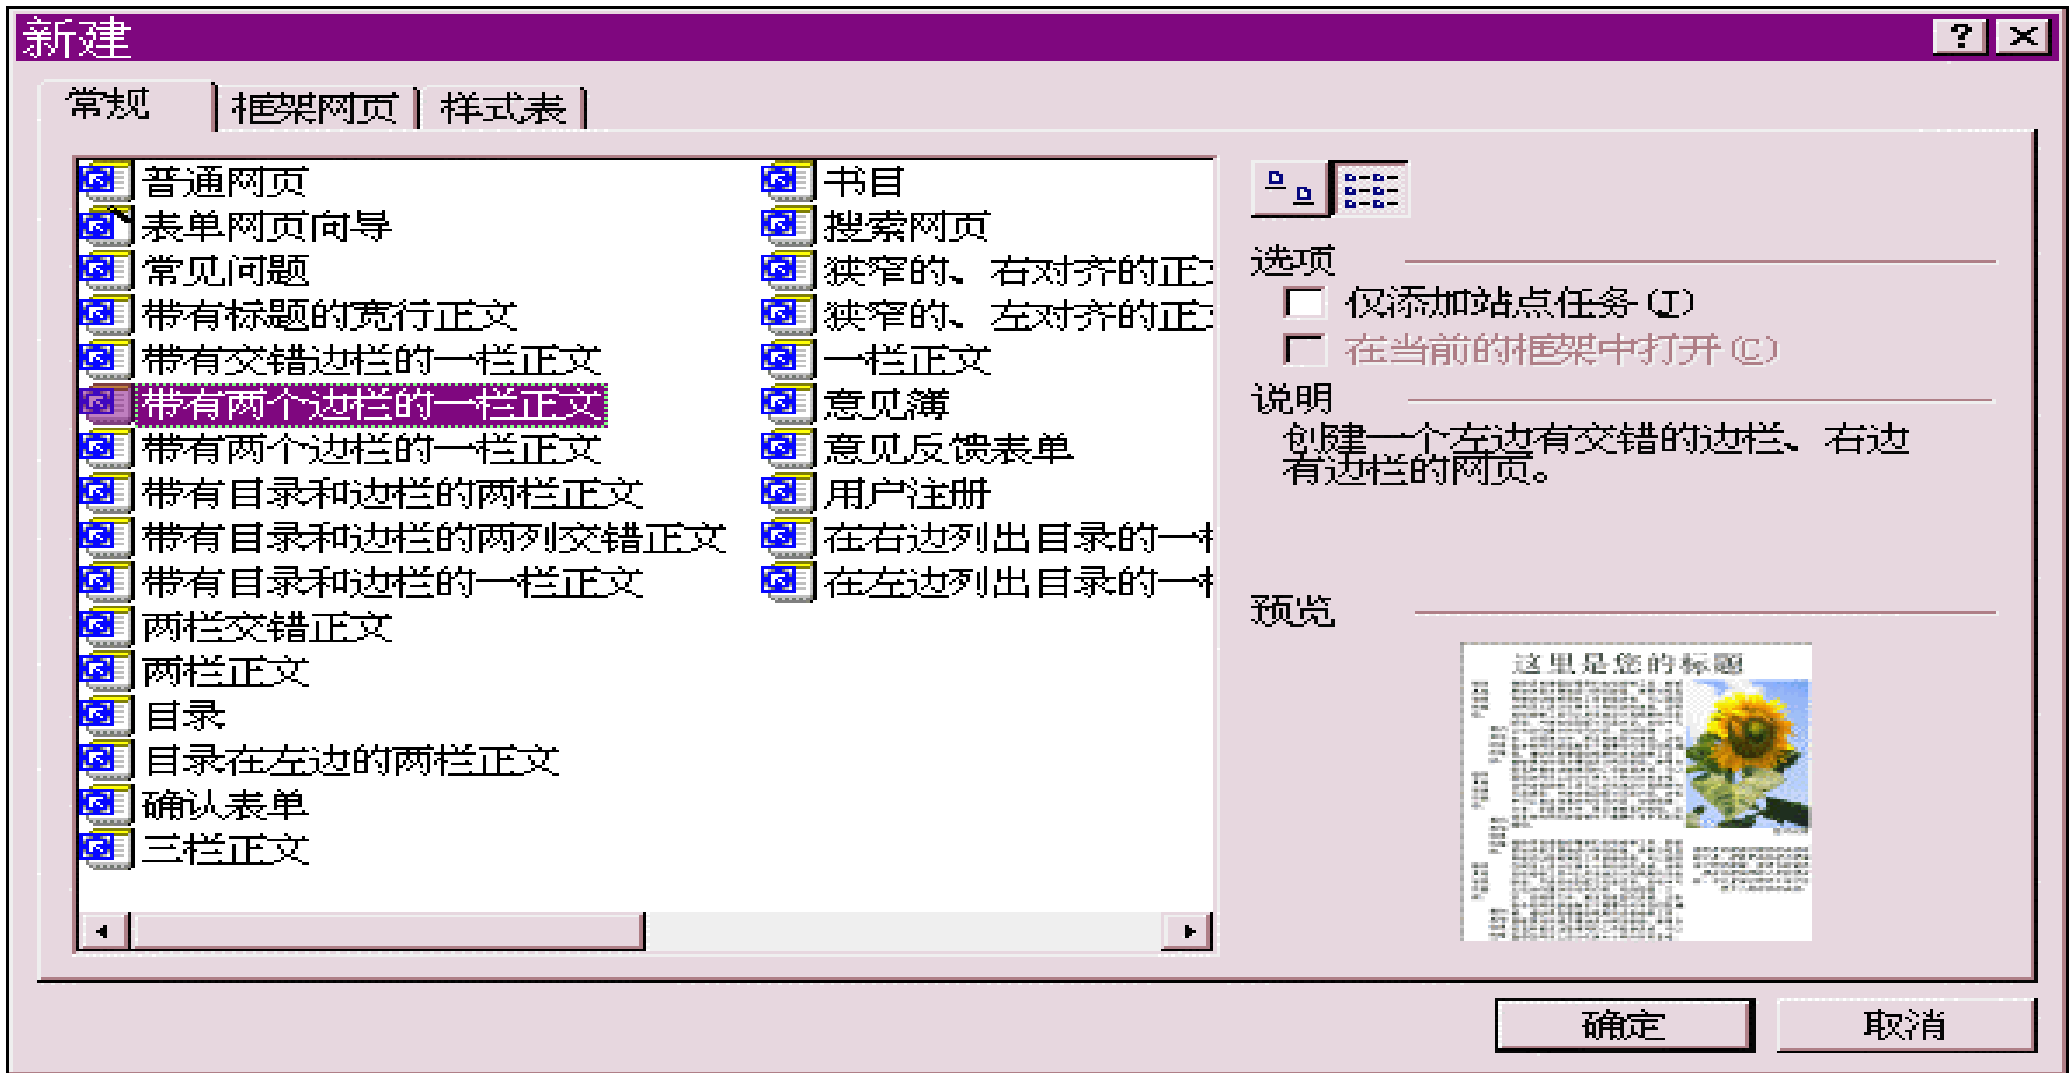 新建
常规 框架网页 样式表
普通网页
表单网页向导
常见问题
带有标题的宽行正文
带有交错边栏的一栏正文
带有两个边栏的一栏正文
带有两个边栏的一栏正文
带有目录和边栏的两栏正文
带有目录和边栏的两列交错正文
带有目录和边栏的一栏正文
两栏交错正文
两栏正文
目录
目录在左边的两栏正文
确认表单
三栏正文
书目
搜索网页
狭窄的、右对齐的正文
狭窄的、左对齐的正文
一栏正文
意见簿
意见反馈表单
用户注册
在右边列出目录的一栏
在左边列出目录的一栏
选项
仅添加站点任务(J)
在当前的框架中打开(C)
说明
创建一个左边有交错的边栏、右边
有边栏的网页。
预览
这里是您的标题
确定 取消